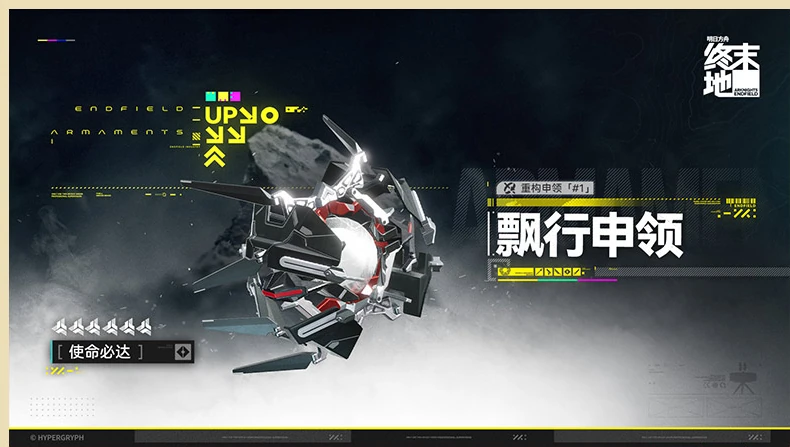 明日方舟
终末地
ARKNIGHTS
ENDFIELD
ENDFIELD
ARMAMENTS
UP
重构申领「#1」
飘行申领
ENDFIELD
[ 使命必达 ]
© HYPERGRYPH